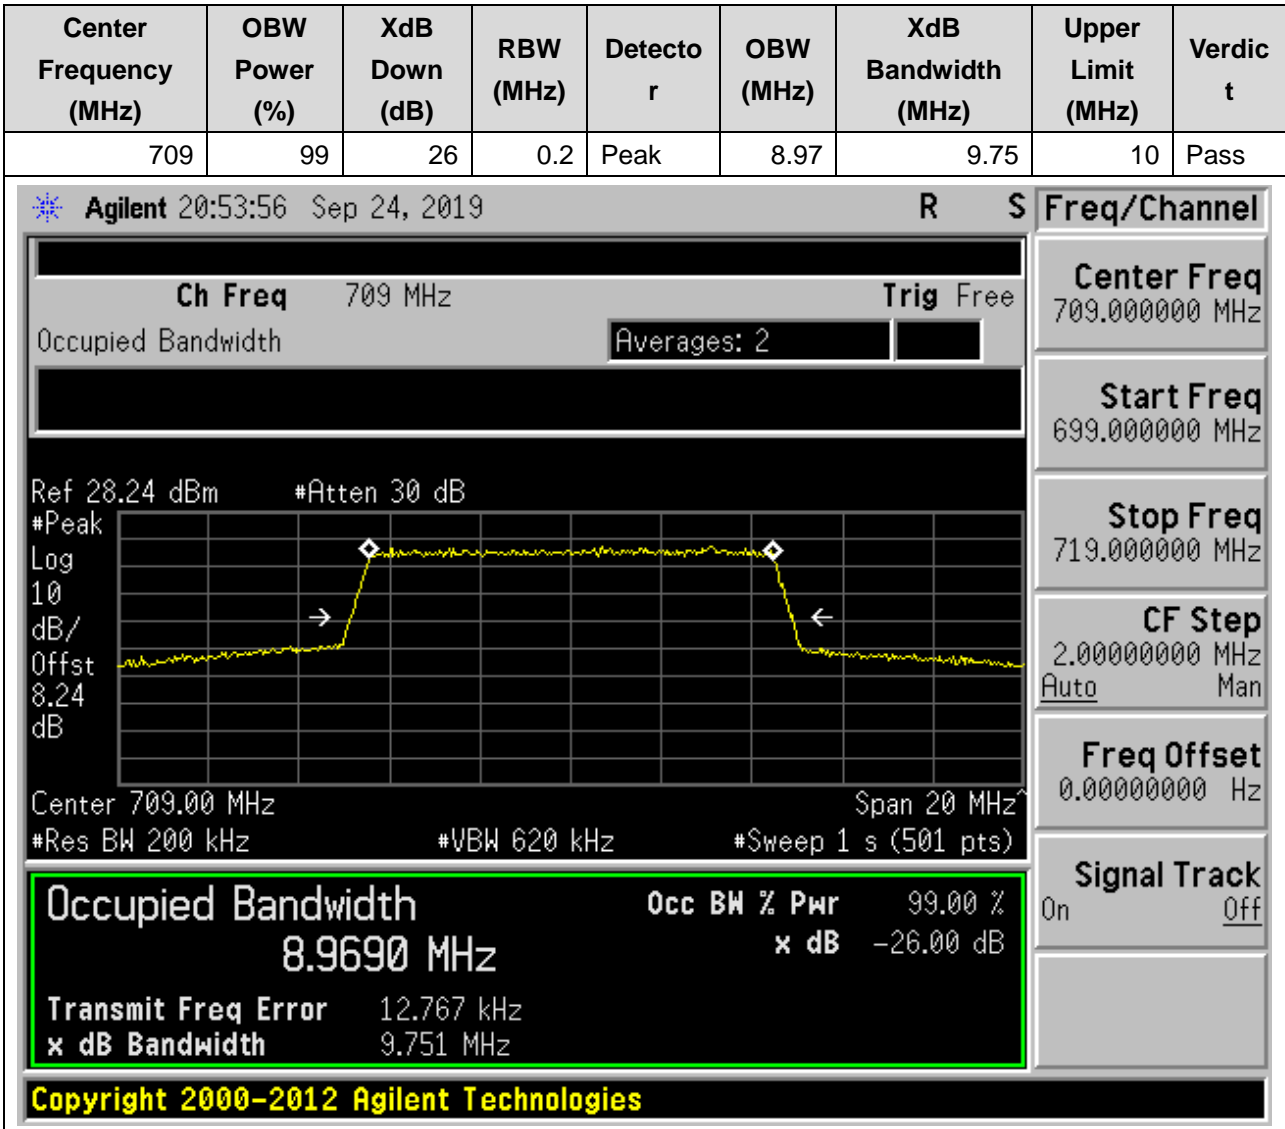 Center Frequency (MHz) OBW Power (%) XdB Down (dB) RBW (MHz) Detecto r OBW (MHz) XdB Bandwidth (MHz) Upper Limit (MHz) Verdic t
709 99 26 0.2 Peak 8.97 9.75 10 Pass
Agilent 20:53:56 Sep 24, 2019 R S
Ch Freq 709 MHz Trig Free
Occupied Bandwidth Averages: 2
Ref 28.24 dBm #Atten 30 dB
#Peak
Log
10
dB/
Offst
8.24
dB
Center 709.00 MHz Span 20 MHz^
#Res BW 200 kHz #VBW 620 kHz #Sweep 1 s (501 pts)
Occupied Bandwidth Occ BW % Pwr 99.00 %
8.9690 MHz x dB -26.00 dB
Transmit Freq Error 12.767 kHz
x dB Bandwidth 9.751 MHz
Copyright 2000-2012 Agilent Technologies
Freq/Channel
Center Freq
709.000000 MHz
Start Freq
699.000000 MHz
Stop Freq
719.000000 MHz
CF Step
2.00000000 MHz
Auto Man
Freq Offset
0.00000000 Hz
Signal Track
On Off